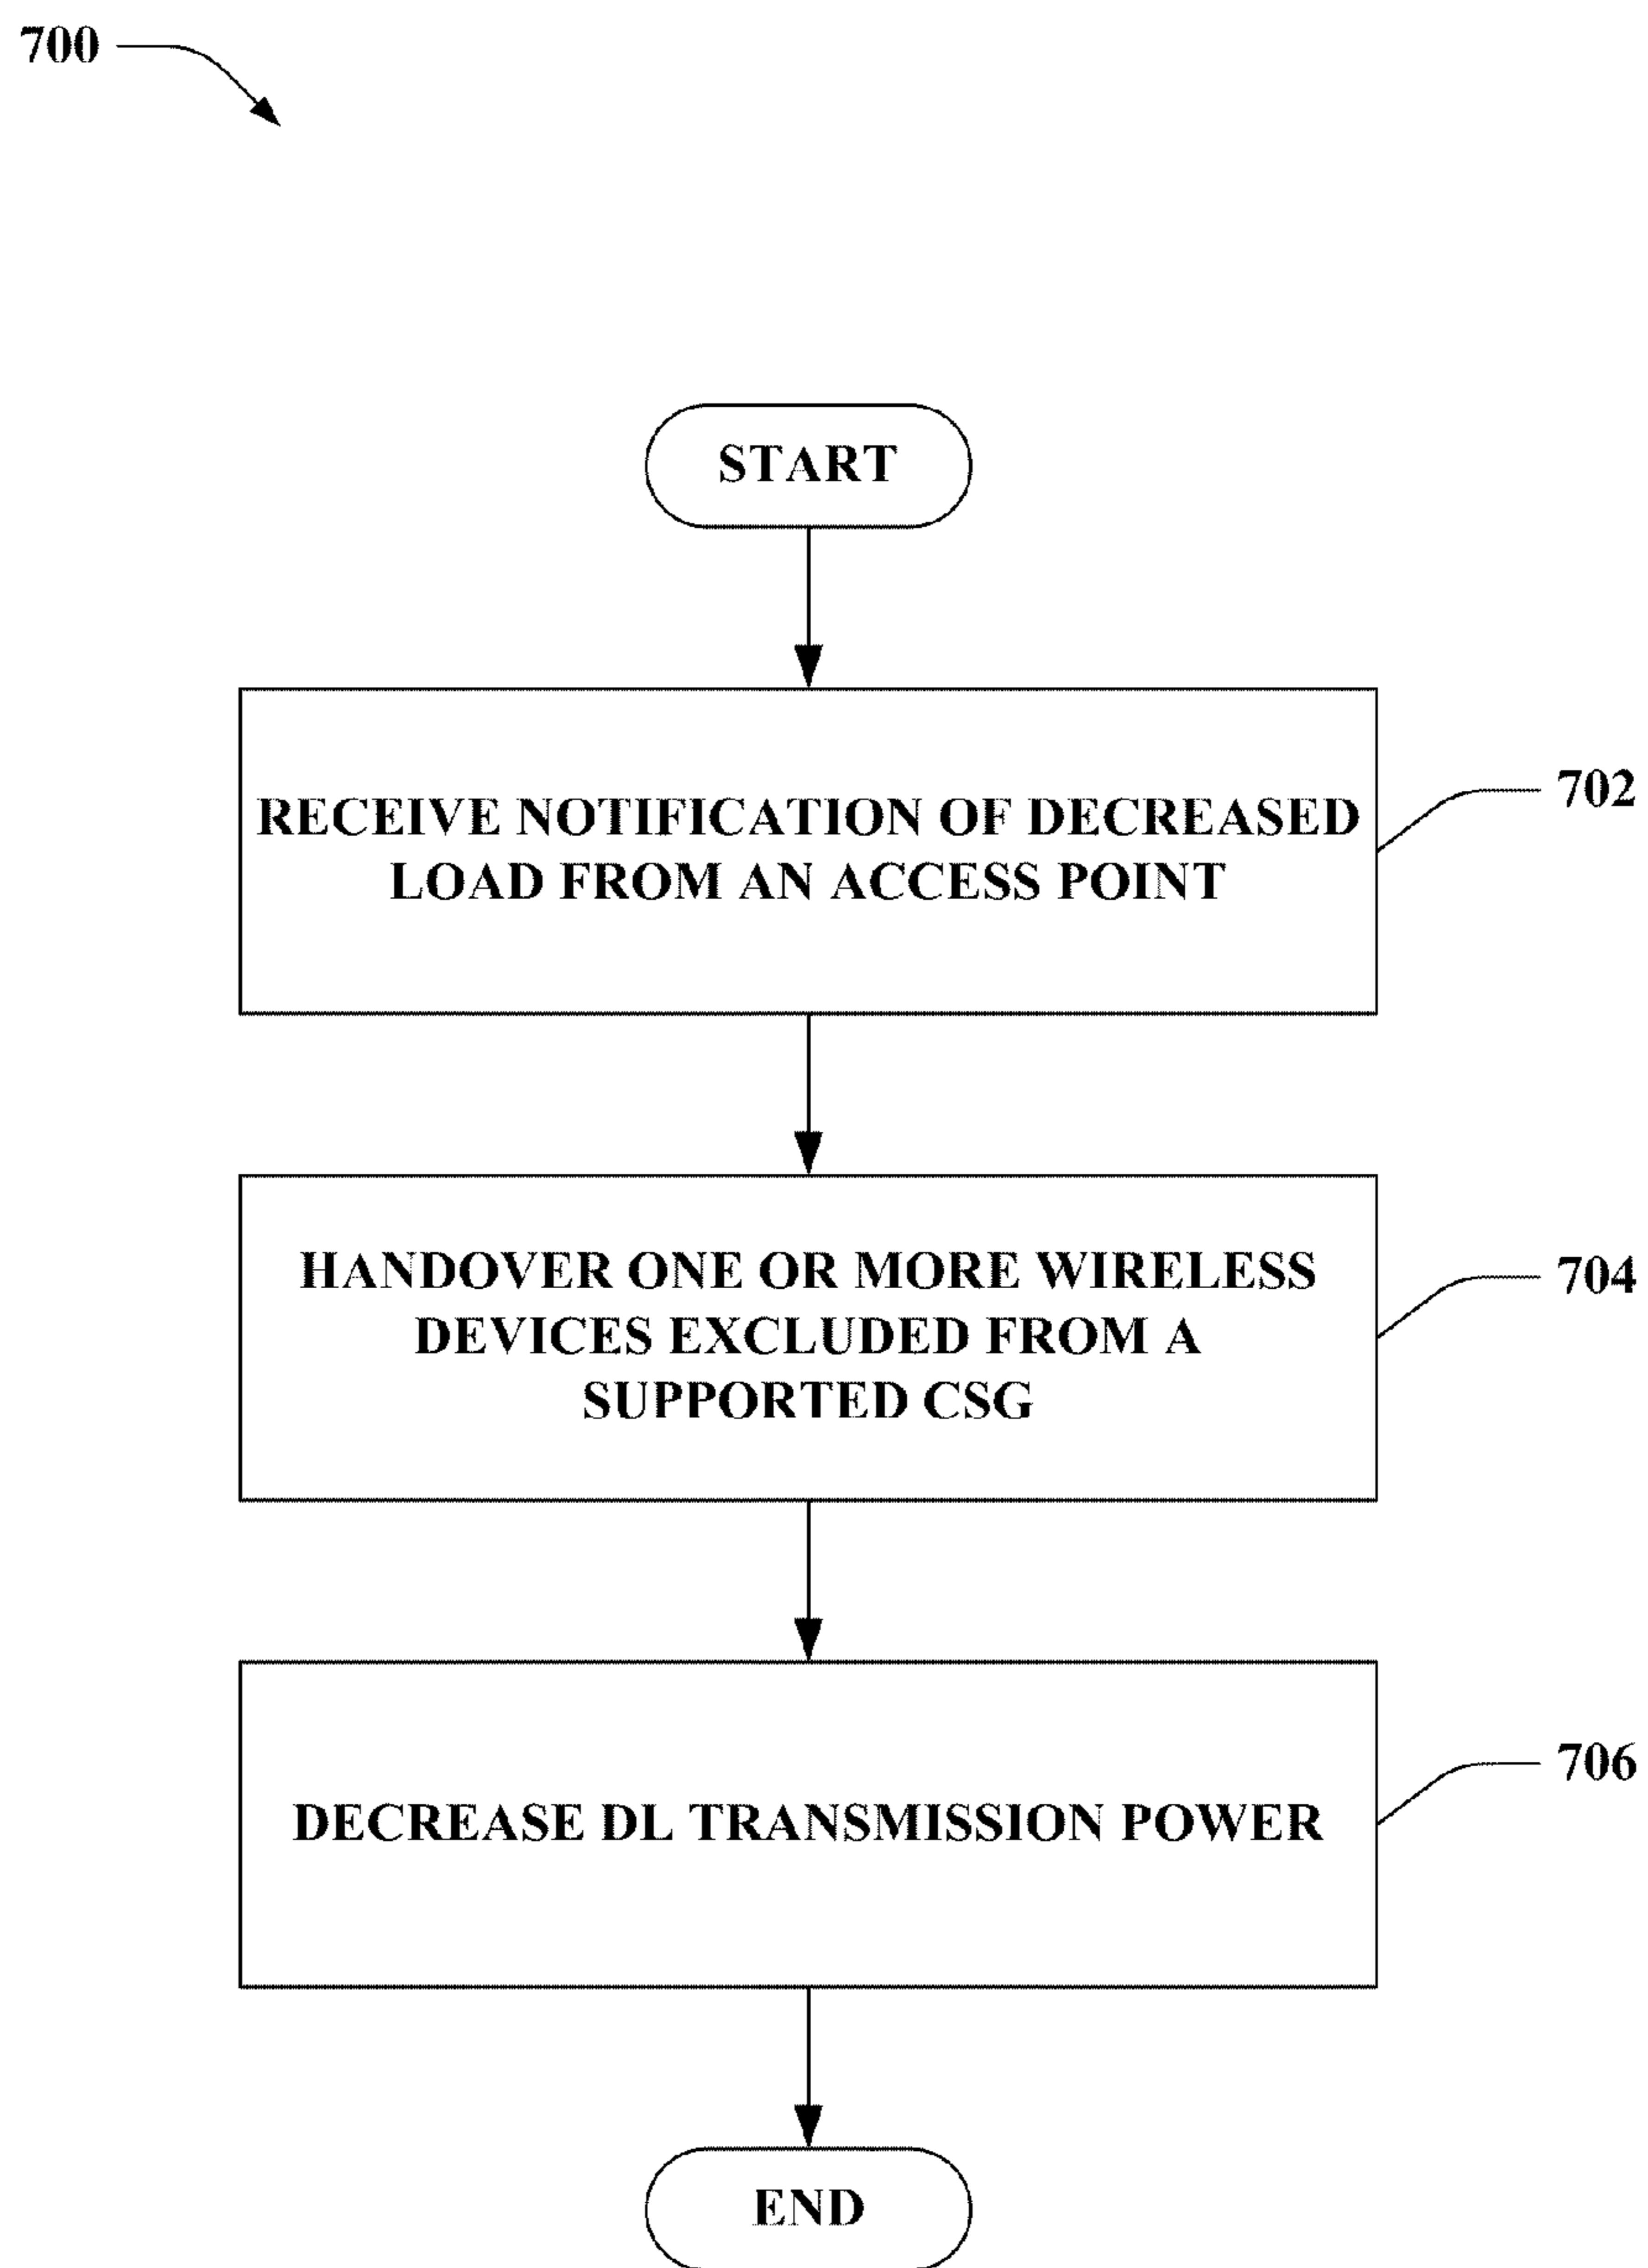 700
START
RECEIVE NOTIFICATION OF DECREASED
LOAD FROM AN ACCESS POINT
702
HANDOVER ONE OR MORE WIRELESS
DEVICES EXCLUDED FROM A
SUPPORTED CSG
704
DECREASE DL TRANSMISSION POWER
706
END